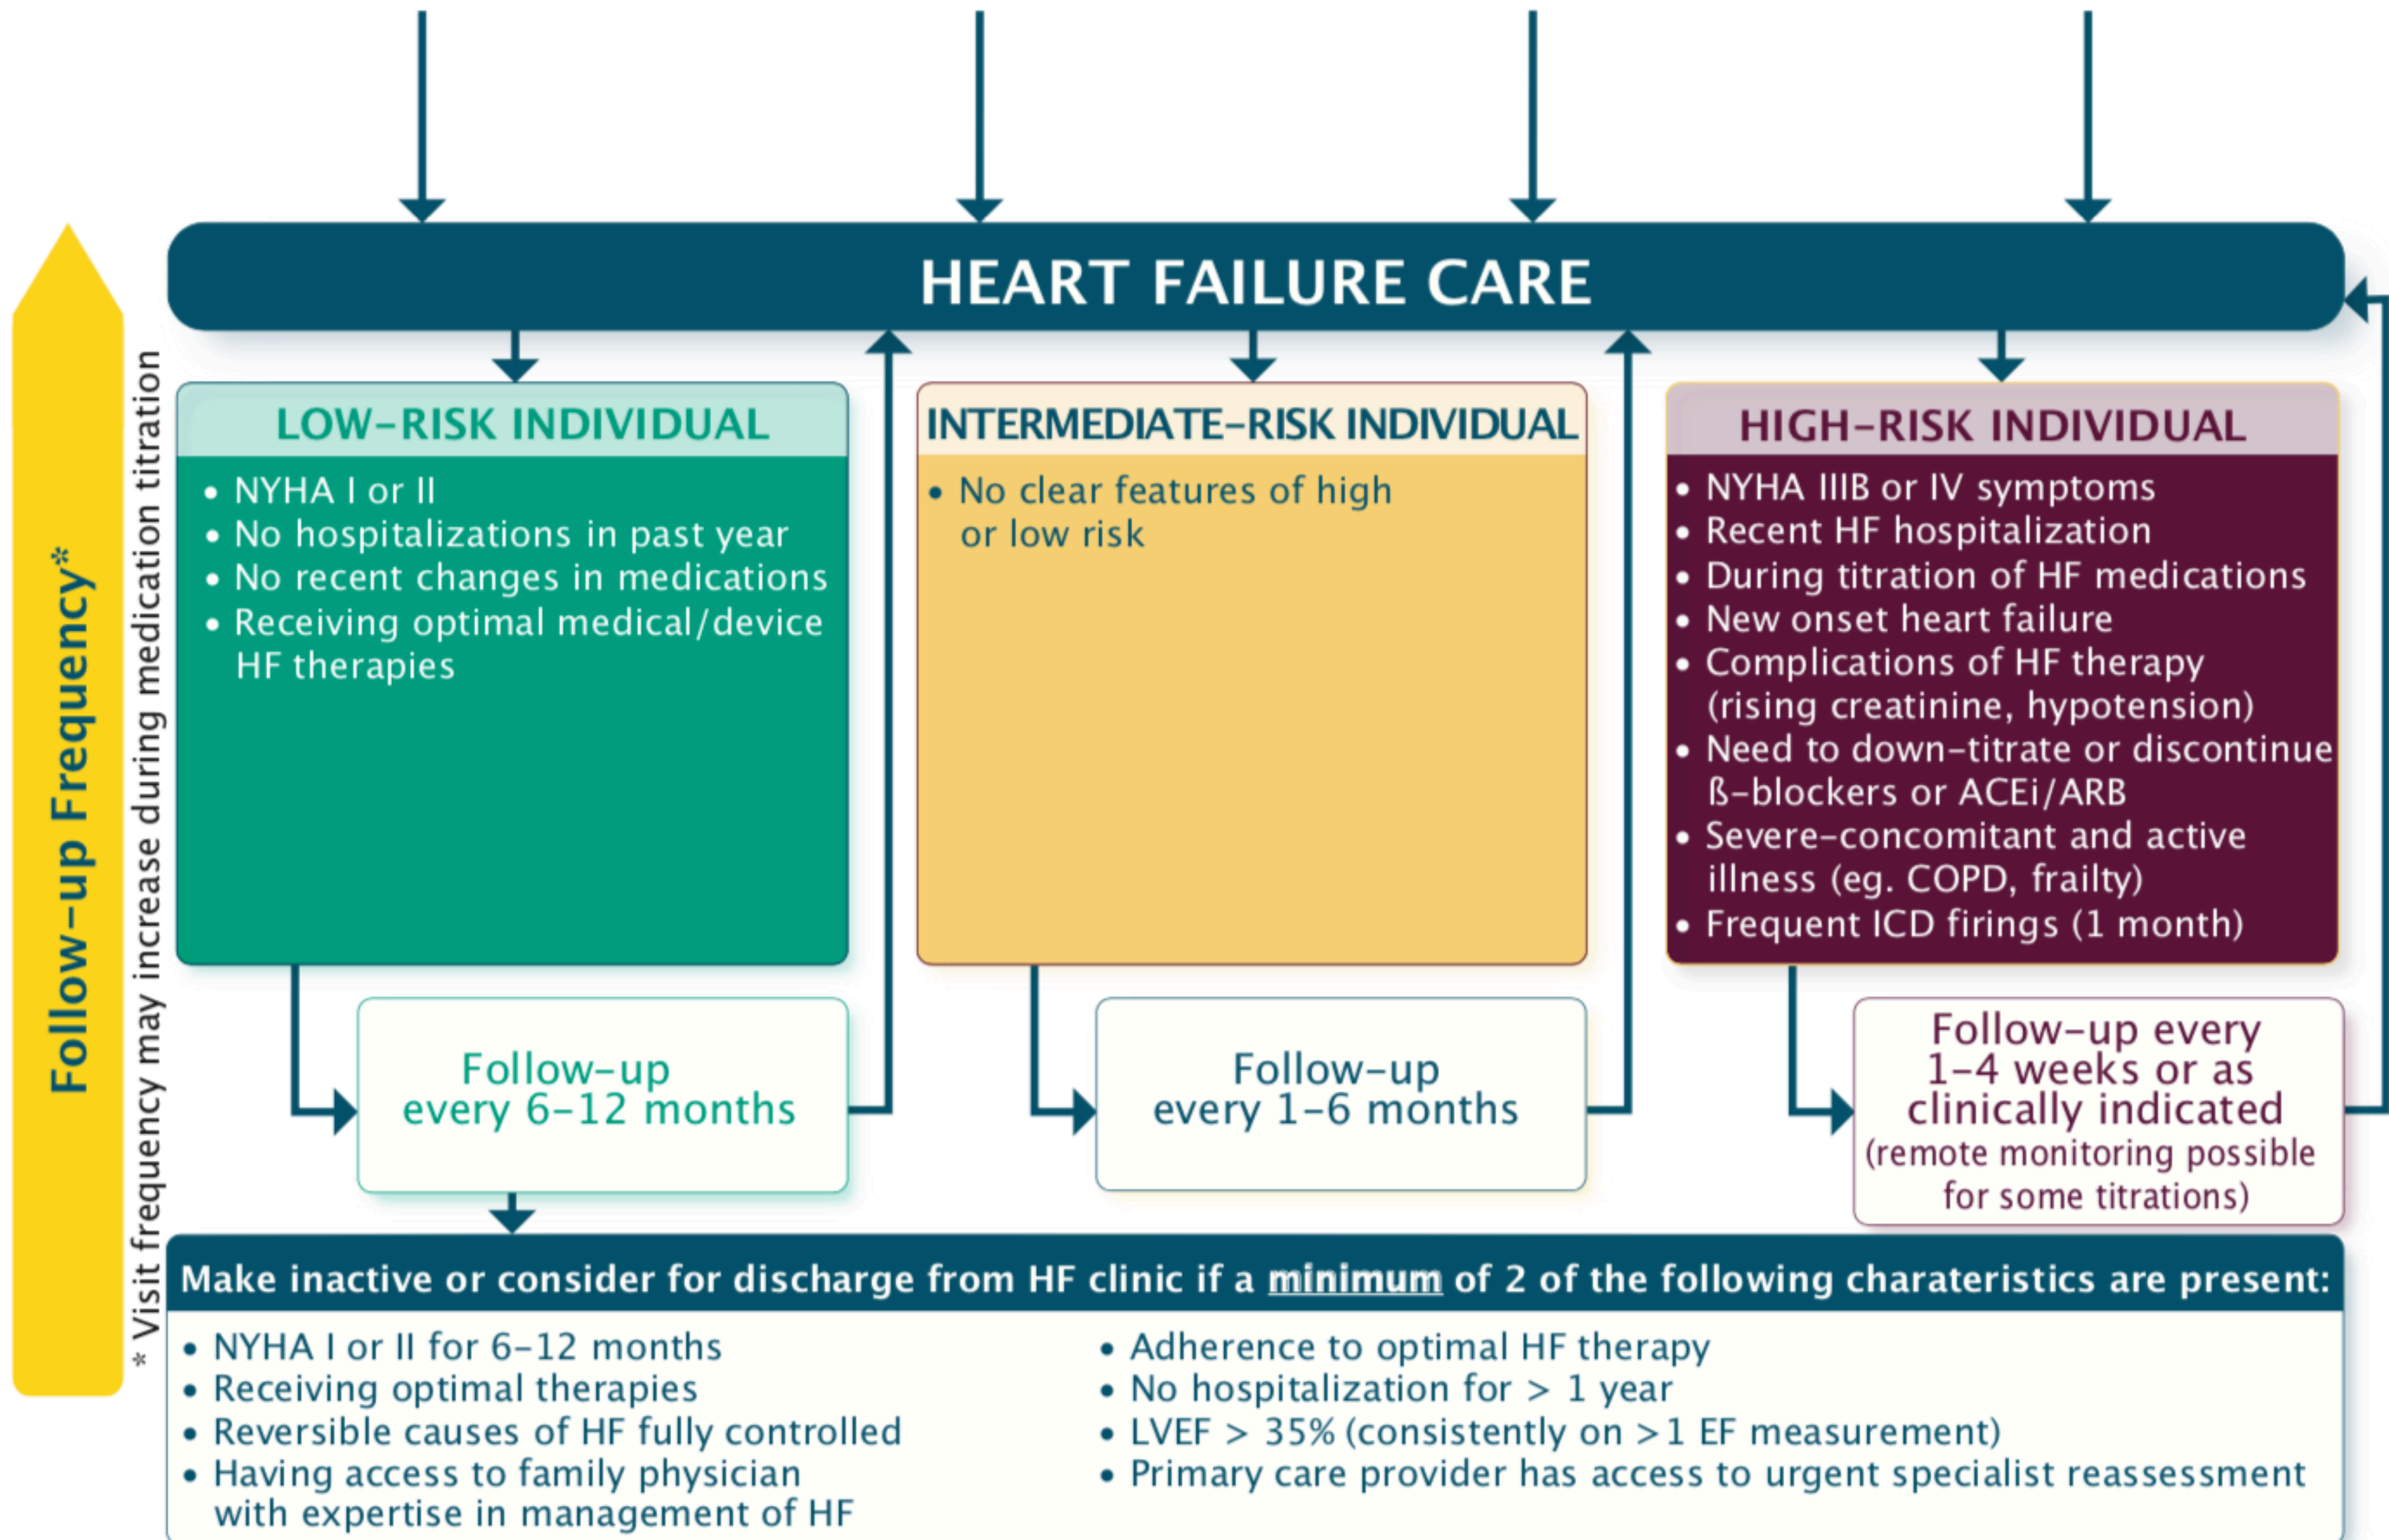 HEART FAILURE CARE
Follow-up Frequency*
* Visit frequency may increase during medication titration
LOW-RISK INDIVIDUAL
• NYHA I or II
• No hospitalizations in past year
• No recent changes in medications
• Receiving optimal medical/device
HF therapies
Follow-up
every 6-12 months
INTERMEDIATE-RISK INDIVIDUAL
• No clear features of high
or low risk
Follow-up
every 1-6 months
HIGH-RISK INDIVIDUAL
• NYHA IIIB or IV symptoms
• Recent HF hospitalization
• During titration of HF medications
• New onset heart failure
• Complications of HF therapy
(rising creatinine, hypotension)
• Need to down-titrate or discontinue
ß-blockers or ACEi/ARB
• Severe-concomitant and active
illness (eg. COPD, frailty)
• Frequent ICD firings (1 month)
Follow-up every
1-4 weeks or as
clinically indicated
(remote monitoring possible
for some titrations)
Make inactive or consider for discharge from HF clinic if a minimum of 2 of the following charateristics are present:
• NYHA I or II for 6-12 months
• Receiving optimal therapies
• Reversible causes of HF fully controlled
• Having access to family physician
with expertise in management of HF
• Adherence to optimal HF therapy
• No hospitalization for > 1 year
• LVEF > 35% (consistently on >1 EF measurement)
• Primary care provider has access to urgent specialist reassessment